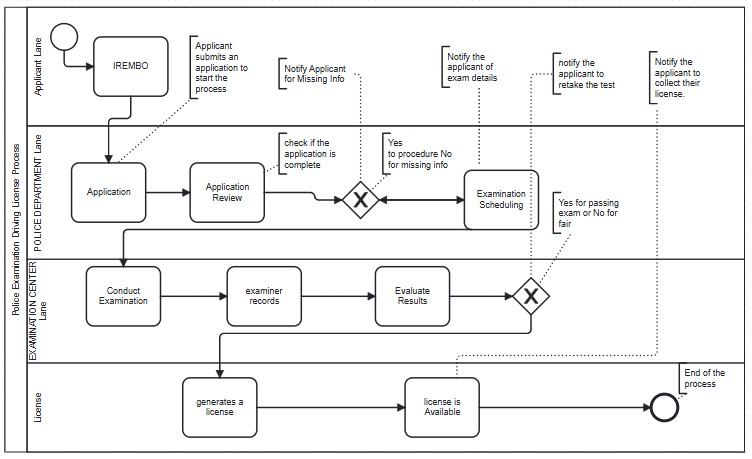 Police Examination Driving License Process
Applicant Lane
IREMBO
Applicant
submits an
application to
start the
process
Notify Applicant
for Missing Info
Notify the
applicant of
exam details
notify the
applicant to
retake the test
Notify the
applicant to
collect their
license.
POLICE DEPARTMENT Lane
Application
Application
Review
check if the
application is
complete
Yes
to procedure No
for missing info
X
Examination
Scheduling
Yes for passing
exam or No for
fair
EXAMINATION CENTER
Lane
Conduct
Examination
examiner
records
Evaluate
Results
X
License
generates a
license
license is
Available
End of the
process